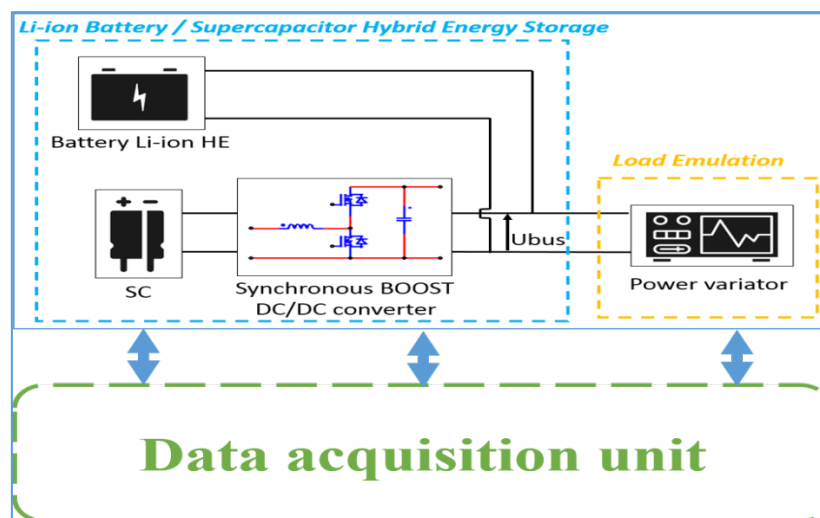 Li-ion Battery / Supercapacitor Hybrid Energy Storage
Battery Li-ion HE
Load Emulation
Ubus
SC
Synchronous BOOST
DC/DC converter
Power variator
Data acquisition unit